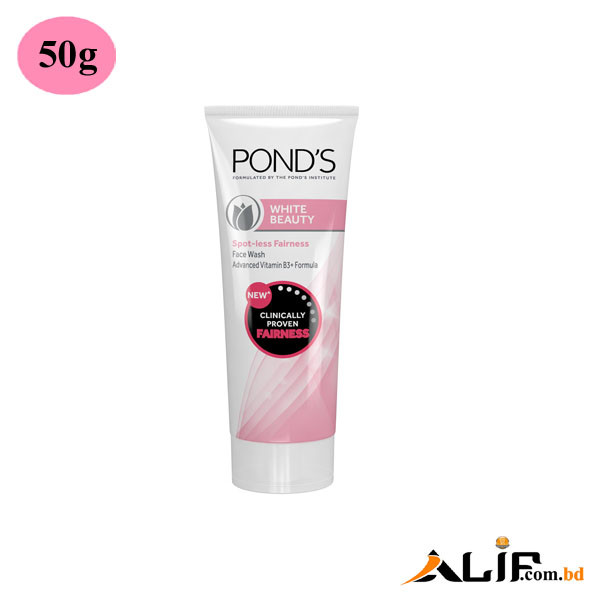 50g
POND'S
FORMULATED BY THE POND'S INSTITUTE
WHITE
BEAUTY
Spot-less Fairness
Face Wash
Advanced Vitamin B3+ Formula
NEW*
CLINICALLY
PROVEN
FAIRNESS
ALIF.com.bd